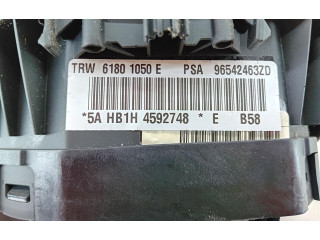 TRW 6180 1050 E PSA 96542463ZD
*5A HB1H 4592748 * E B58